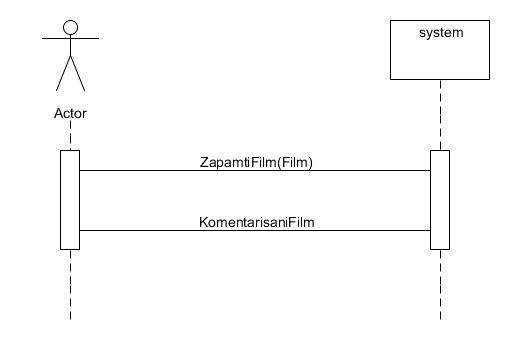 system
Actor
ZapamtiFilm(Film)
KomentarisaniFilm